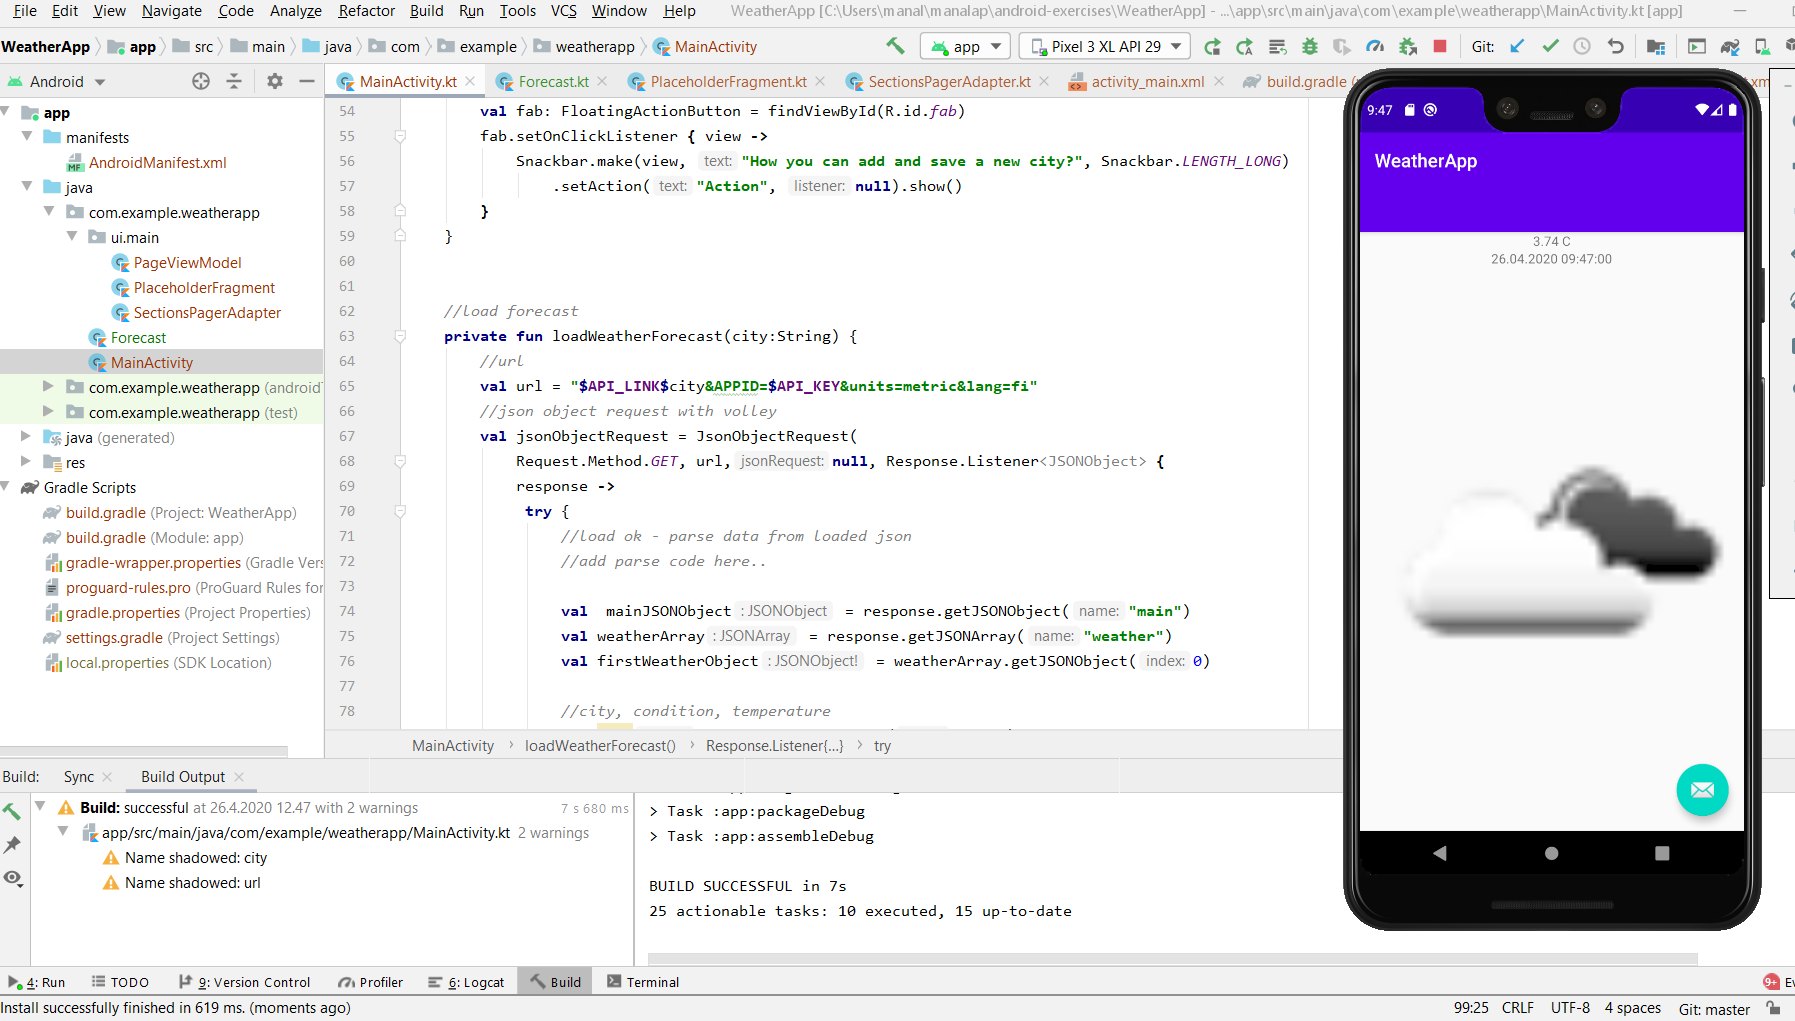 File Edit View Navigate Code Analyze Refactor Build Run Tools VCS Window Help WeatherApp [C:\Users\manal\manalap\android-exercises\WeatherApp] - ...\app\src\main\java\com\example\weatherapp\MainActivity.kt [app]
WeatherApp app src main java com example weatherapp MainActivity app Pixel 3 XL API 29 Git:
Android MainActivity.kt Forecast.kt PlaceholderFragment.kt SectionsPagerAdapter.kt activity_main.xml build.gradle
app
manifests
AndroidManifest.xml
java
com.example.weatherapp
ui.main
PageViewModel
PlaceholderFragment
SectionsPagerAdapter
Forecast
MainActivity
com.example.weatherapp
com.example.weatherapp (test)
java (generated)
res
Gradle Scripts
build.gradle (Project: WeatherApp)
build.gradle (Module: app)
gradle-wrapper.properties (Gradle Vers
proguard-rules.pro (ProGuard Rules for
gradle.properties (Project Properties)
settings.gradle (Project Settings)
local.properties (SDK Location)
54 val fab: FloatingActionButton = findViewById(R.id.fab)
55 fab.setOnClickListener { view ->
56 Snackbar.make(view, text: "How you can add and save a new city?", Snackbar.LENGTH_LONG)
57 .setAction( text: "Action", listener: null).show()
58 }
59 }
60
61
62 //load forecast
63 private fun loadWeatherForecast(city:String) {
64 //url
65 val url = "$API_LINK$city&APPID=$API_KEY&units=metric&lang=fi"
66 //json object request with volley
67 val jsonObjectRequest = JsonObjectRequest(
68 Request.Method.GET, url, jsonRequest: null, Response.Listener<JSONObject> {
69 response ->
70 try {
71 //load ok - parse data from loaded json
72 //add parse code here..
73
74 val mainJSONObject : JSONObject = response.getJSONObject( name: "main")
75 val weatherArray : JSONArray = response.getJSONArray( name: "weather")
76 val firstWeatherObject : JSONObject! = weatherArray.getJSONObject( index: 0)
77
78 //city, condition, temperature
MainActivity loadWeatherForecast() Response.Listener{...} try
9:47
WeatherApp
3.74 C
26.04.2020 09:47:00
Build: Sync Build Output
Build: successful at 26.4.2020 12.47 with 2 warnings 7 s 680 ms
app/src/main/java/com/example/weatherapp/MainActivity.kt 2 warnings
Name shadowed: city
Name shadowed: url
> Task :app:packageDebug
> Task :app:assembleDebug
BUILD SUCCESSFUL in 7s
25 actionable tasks: 10 executed, 15 up-to-date
4: Run TODO 9: Version Control Profiler 6: Logcat Build Terminal 9+ Ev
Install successfully finished in 619 ms. (moments ago) 99:25 CRLF UTF-8 4 spaces Git: master